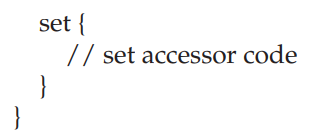 set {
// set accessor code
}
}